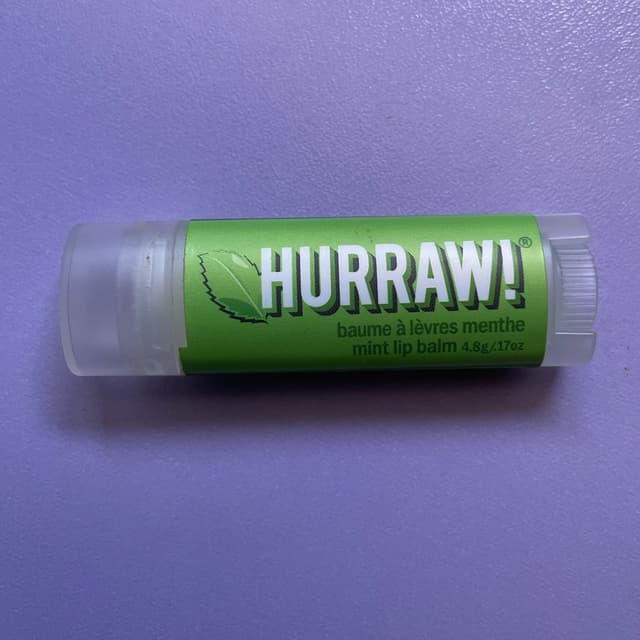 HURRAW!®
baume à lèvres menthe
mint lip balm 4.8g/.17oz